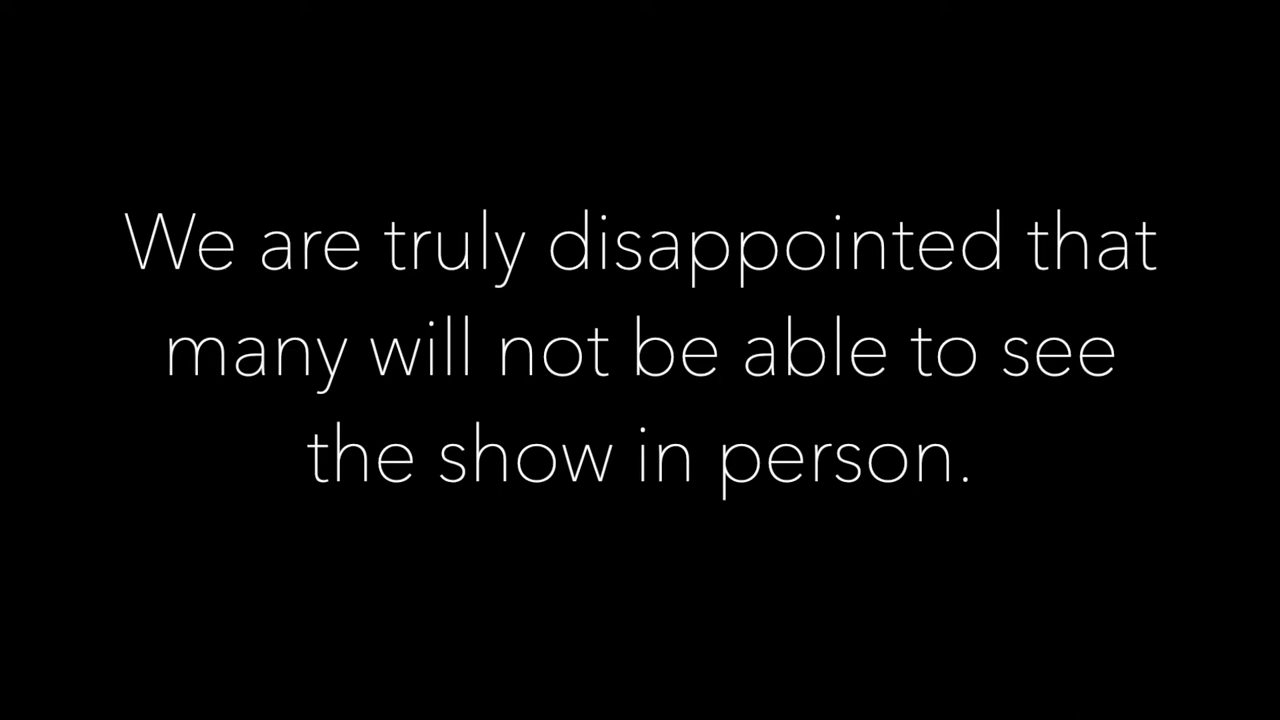 We are truly disappointed that
many will not be able to see
the show in person.